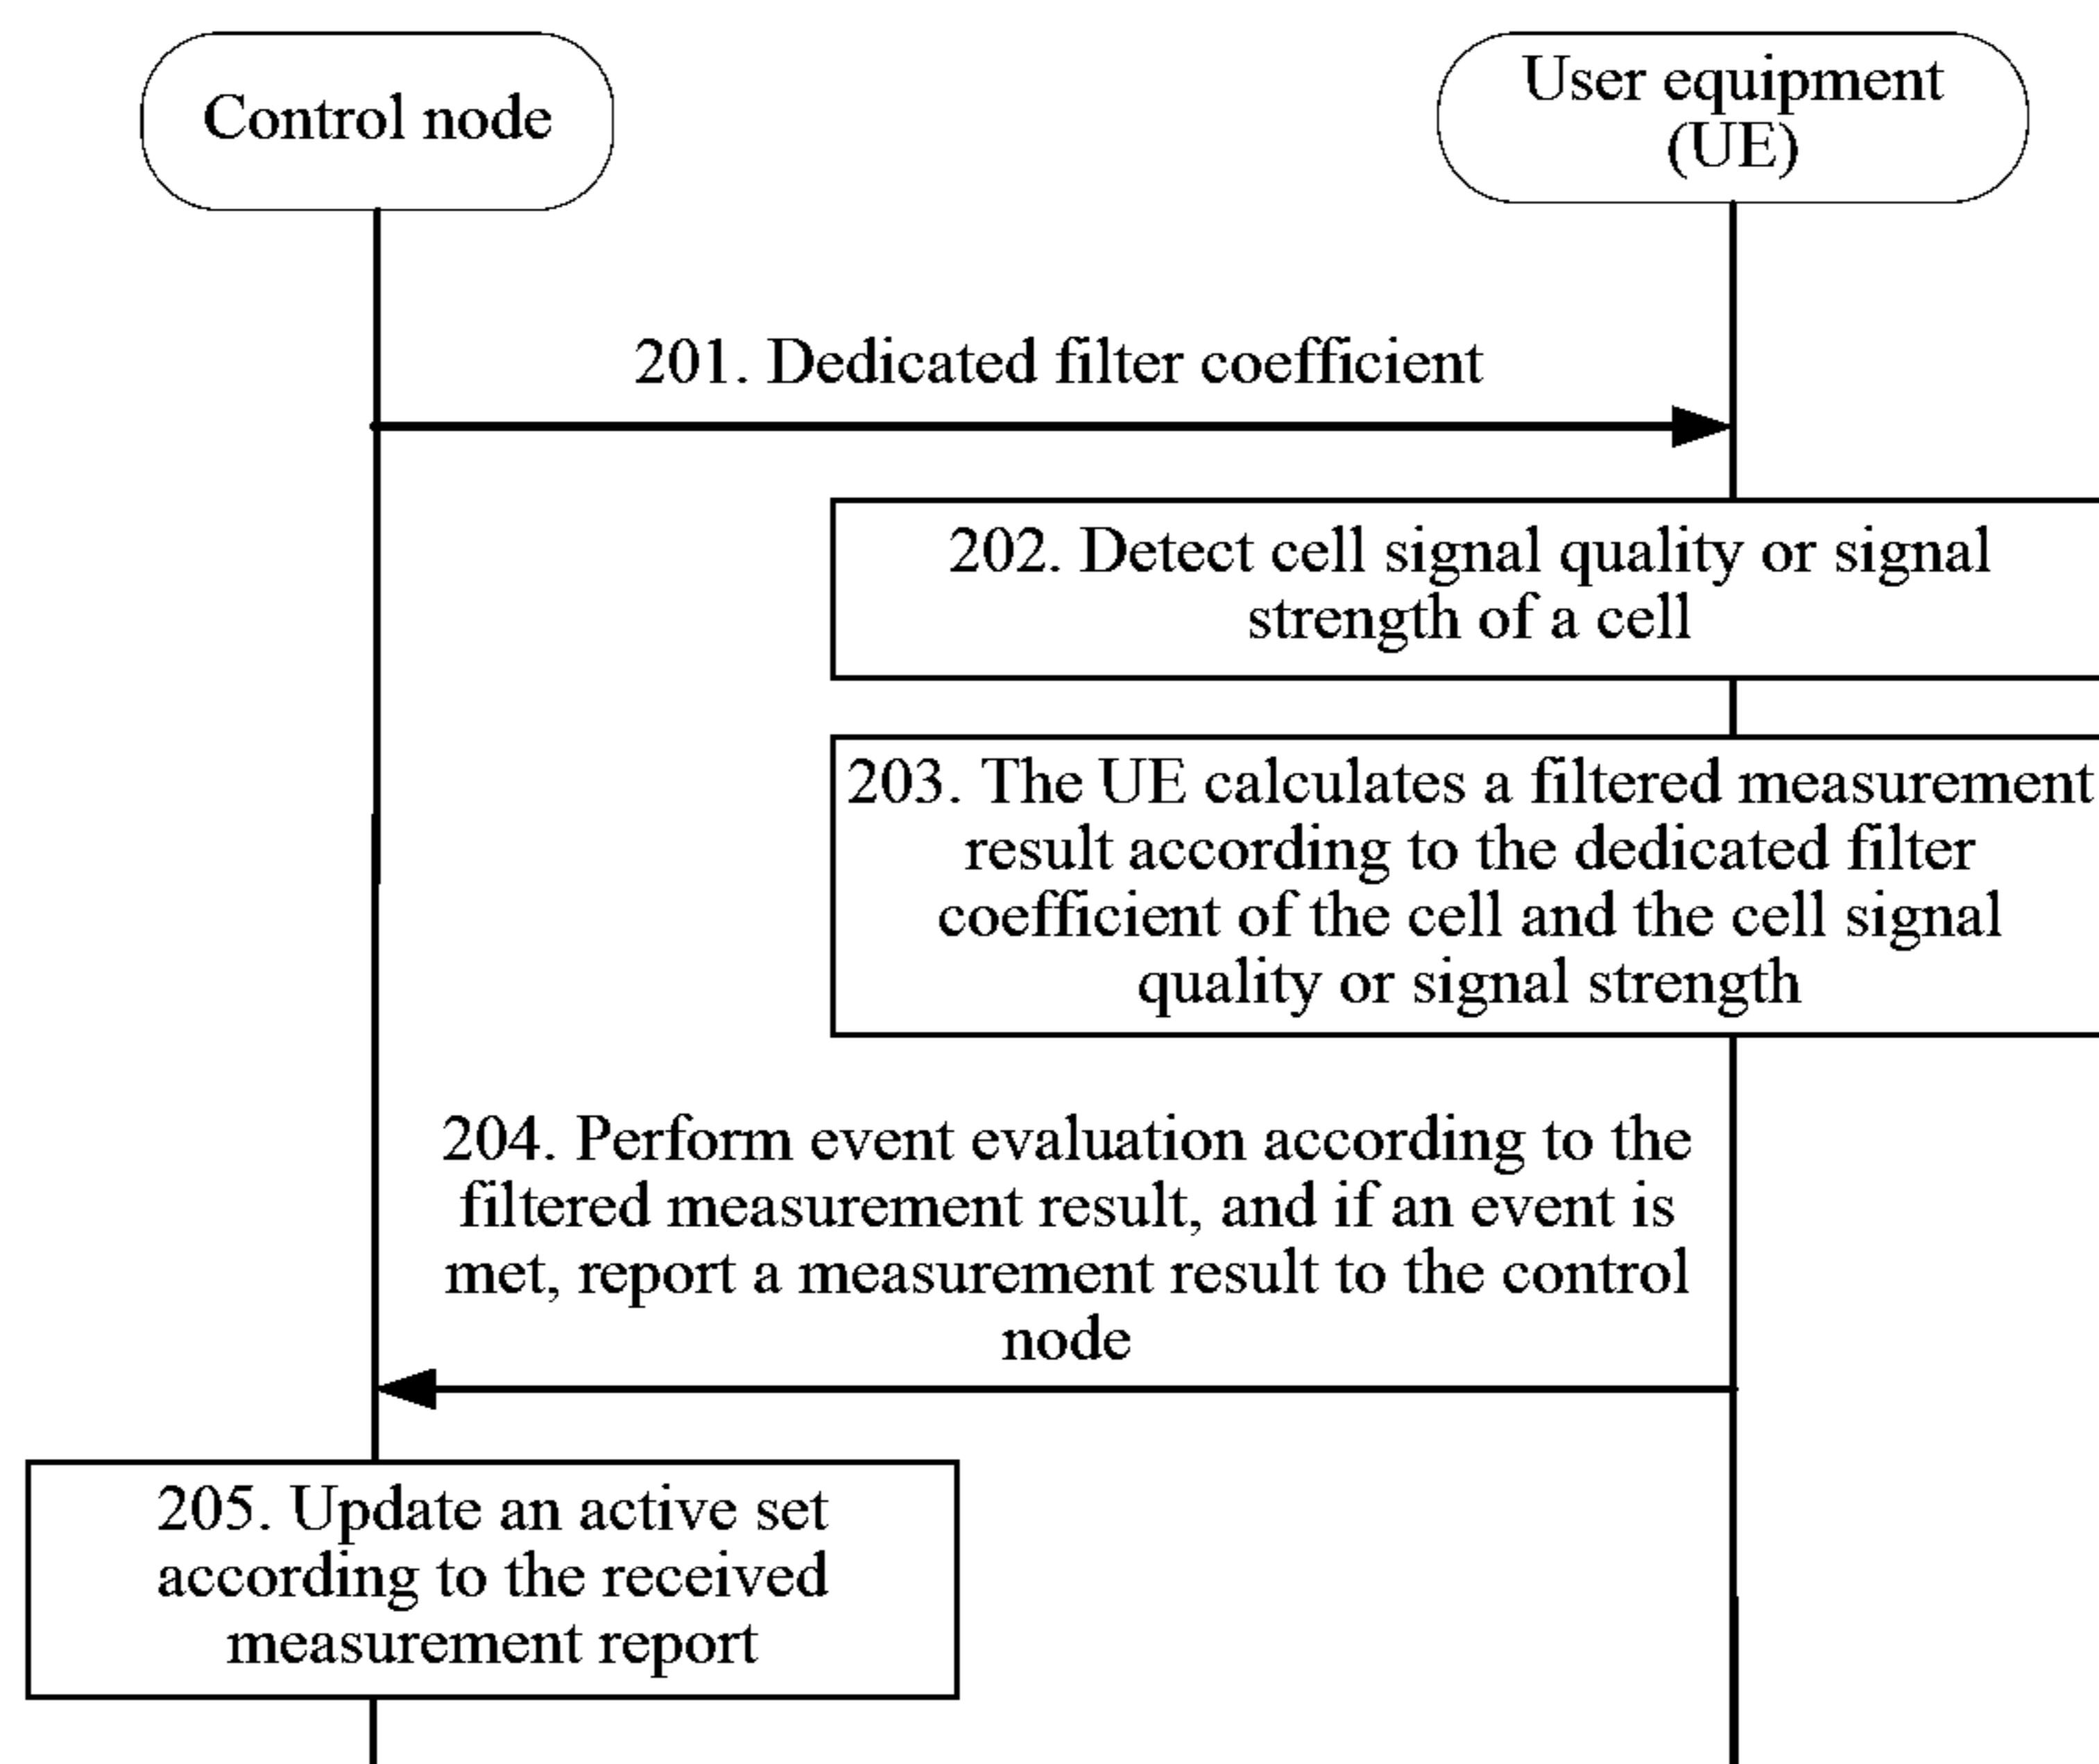 Control node
User equipment
(UE)
201. Dedicated filter coefficient
202. Detect cell signal quality or signal
strength of a cell
203. The UE calculates a filtered measurement
result according to the dedicated filter
coefficient of the cell and the cell signal
quality or signal strength
204. Perform event evaluation according to the
filtered measurement result, and if an event is
met, report a measurement result to the control
node
205. Update an active set
according to the received
measurement report